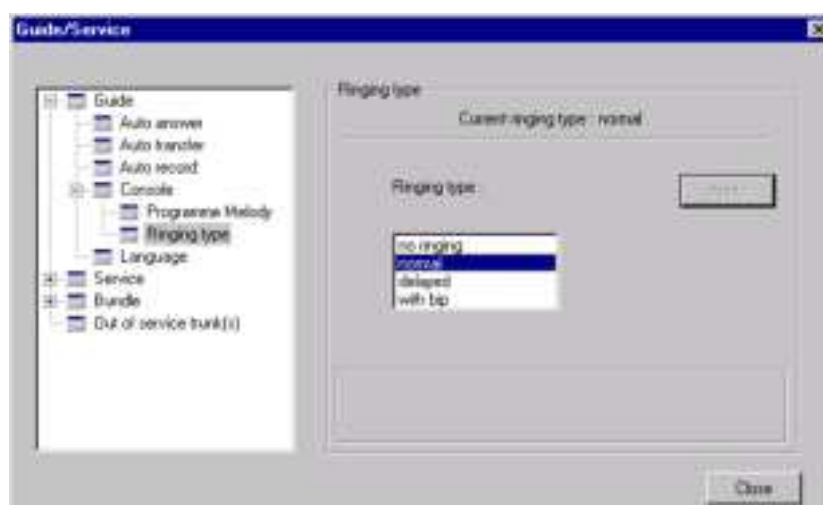 Guide/Service
Guide
Auto answer
Auto transfer
Auto record
Console
Programme Melody
Ringing type
Language
Service
Bundle
Out of service trunk(s)
Ringing type
Current ringing type : normal
Ringing type
no ringing
normal
delayed
with bip
Close